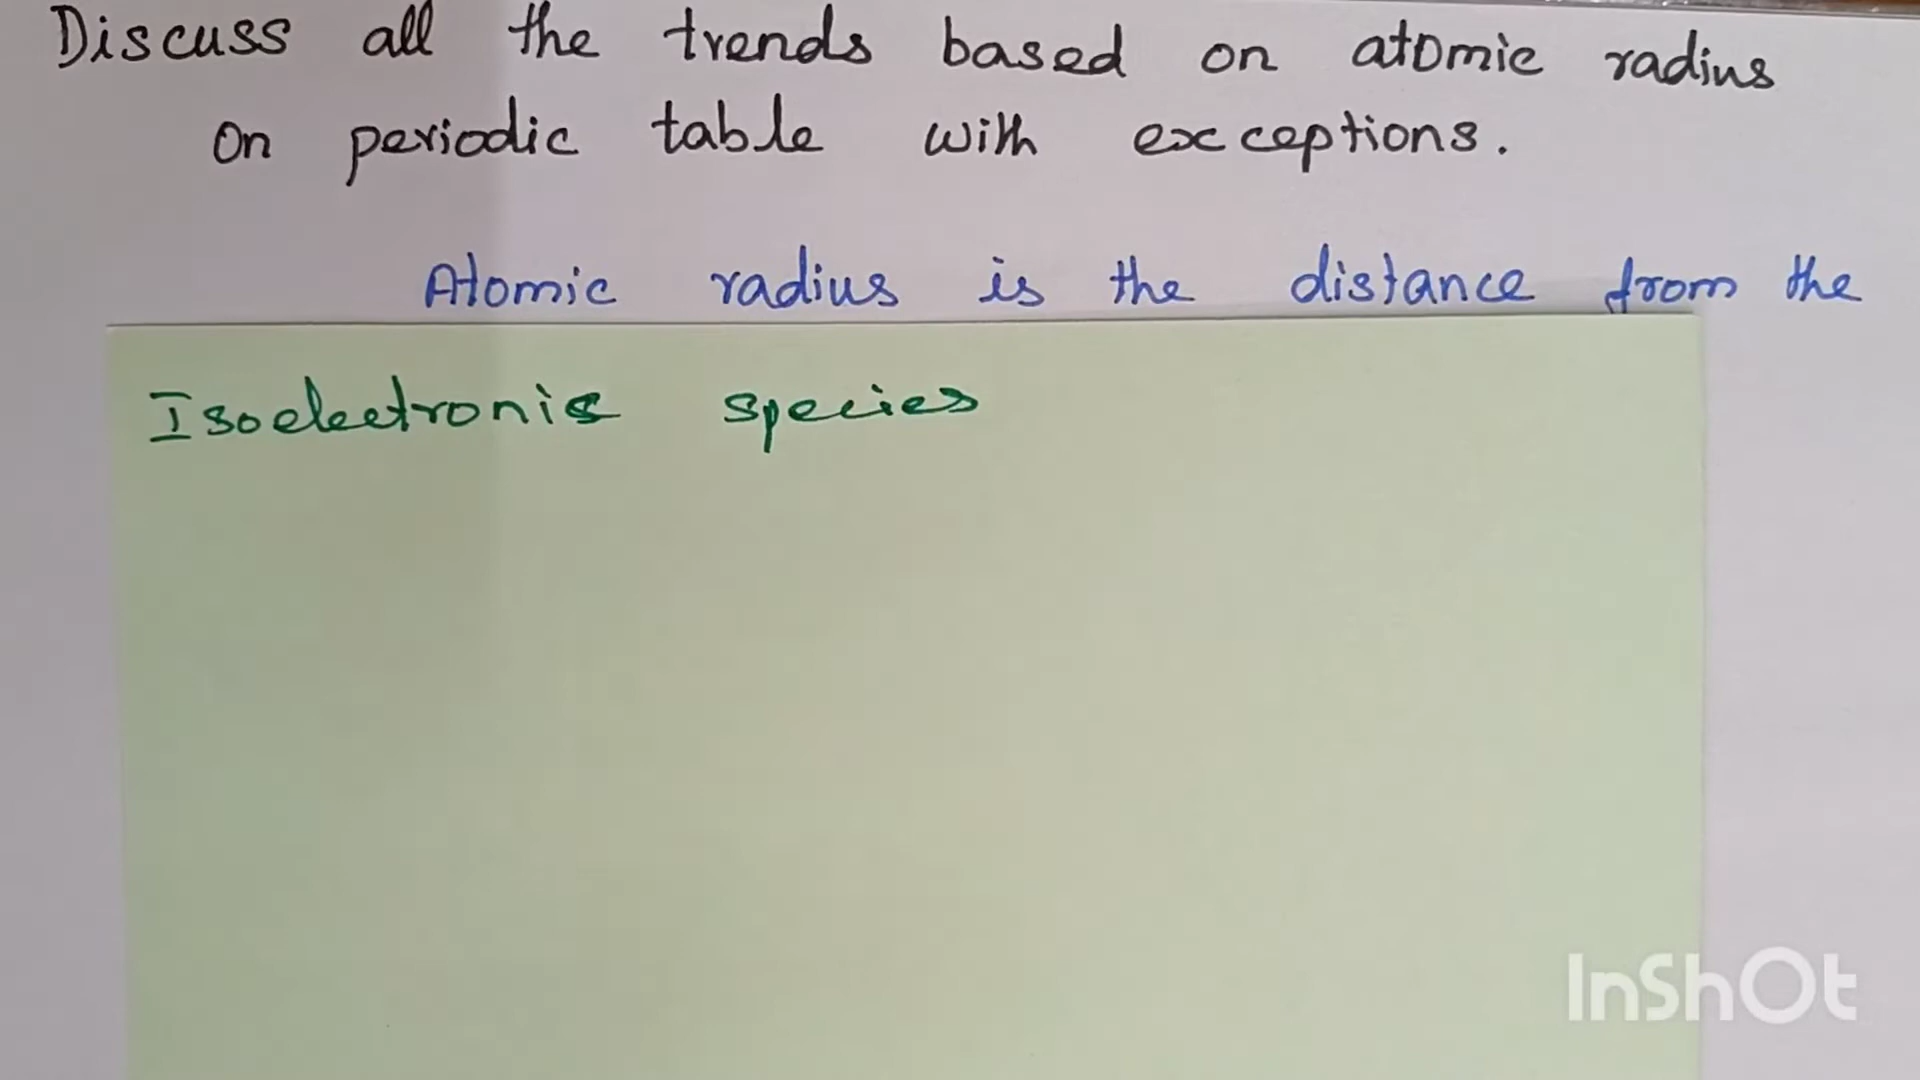 Discuss all the trends based on atomic radius
on periodic table with exceptions.
Atomic radius is the distance from the
Isoelectronic species
InShOt